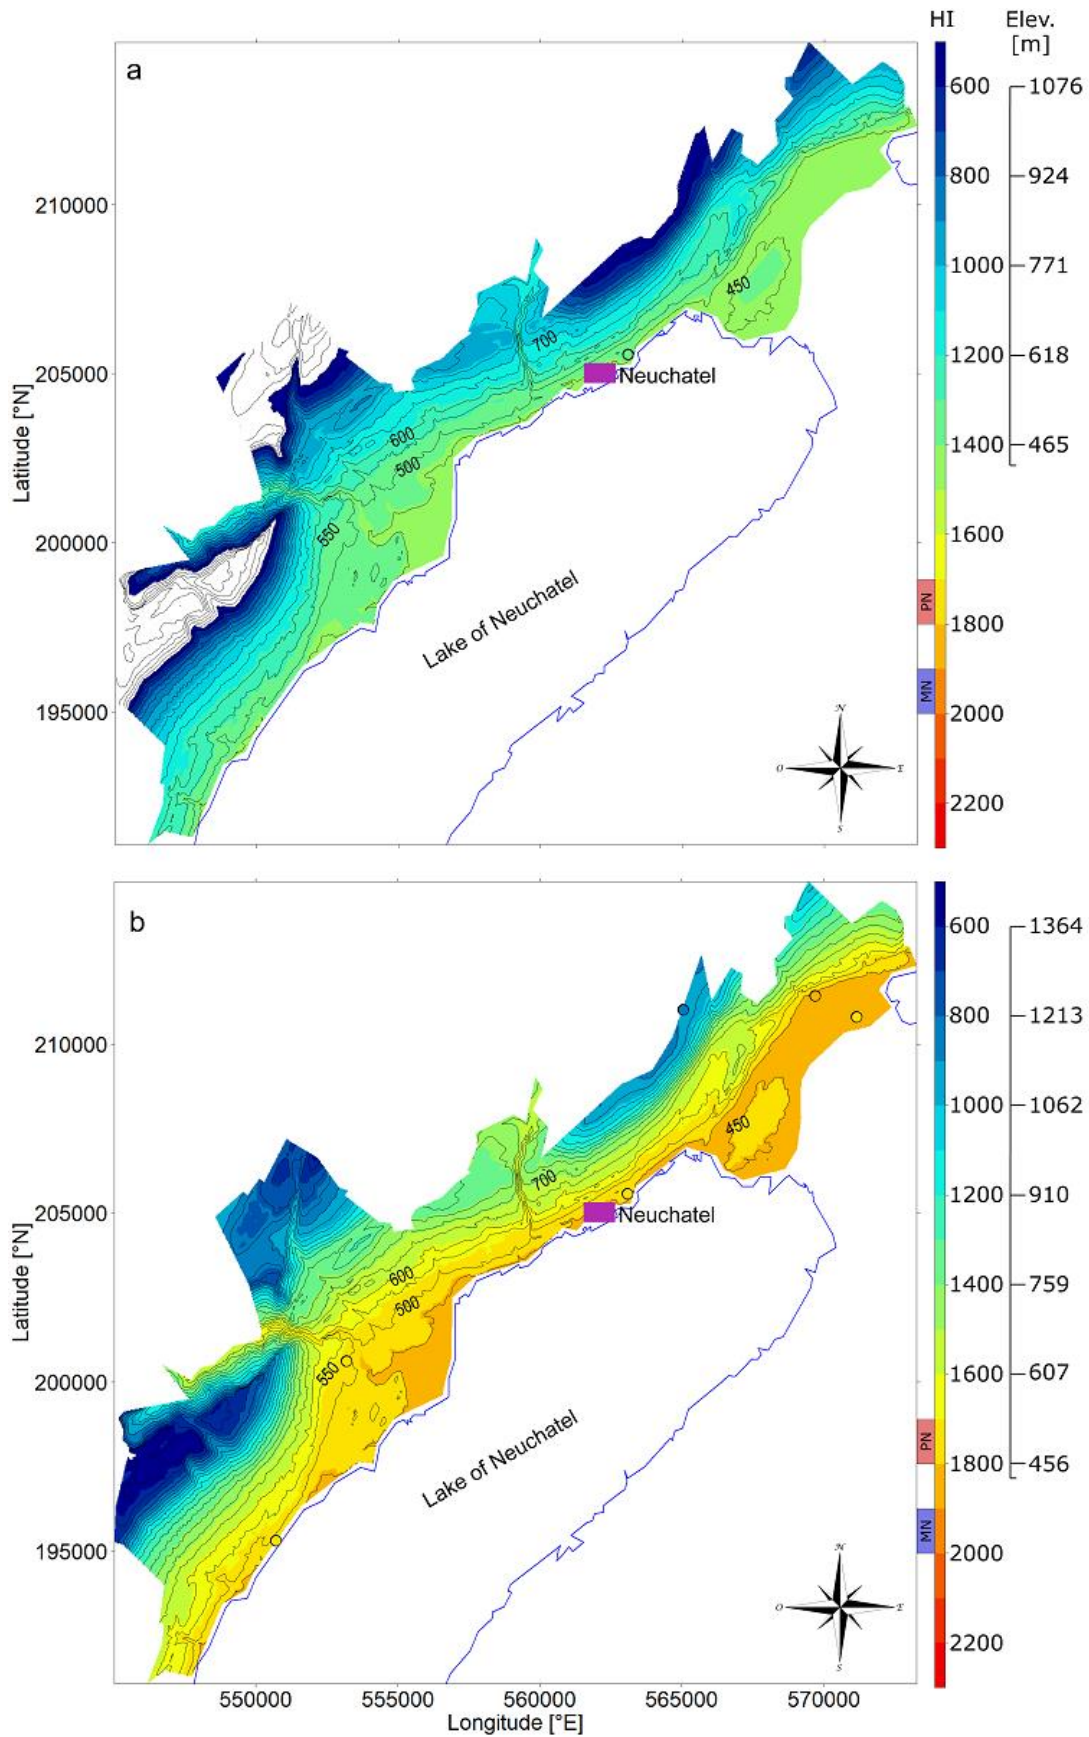 HI Elev.
[m]
a
600 1076
800 924
210000
1000 771
450
700
1200 618
205000
Neuchatel
600
1400 465
500
Latitude [°N]
550
200000
1600
PN
Lake of Neuchatel
1800
MN
195000
2000
N
O E
2200
S
b
600 1364
800 1213
210000
1000 1062
450
700
1200 910
205000
Neuchatel
600
1400 759
500
Latitude [°N]
550
200000
1600 607
PN
Lake of Neuchatel
1800 456
MN
195000
2000
N
O E
2200
S
550000 555000 560000 565000 570000
Longitude [°E]